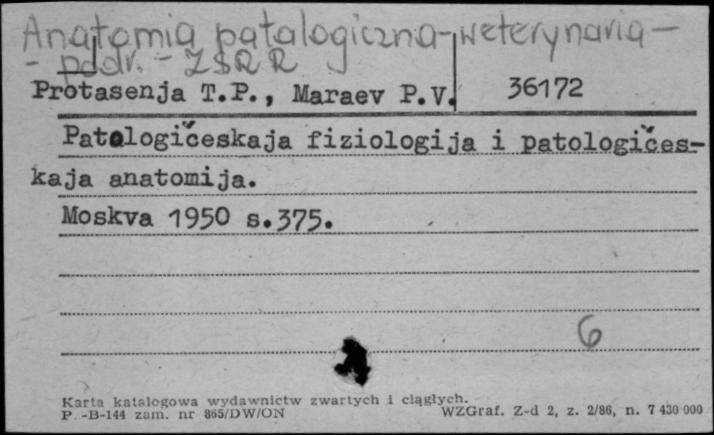 Anatomia patalogiczna-weterynaria-
- podr. - ZSRR
Protasenja T.P., Maraev P.V. 36172
Patologičeskaja fiziologija i patologičes-
kaja anatomija.
Moskva 1950 s.375.
6
Karta katalogowa wydawnictw zwartych i ciągłych.
P -B-144 zam. nr 865/DW/ON WZGraf. Z-d 2, z. 2/86, n. 7 430 000